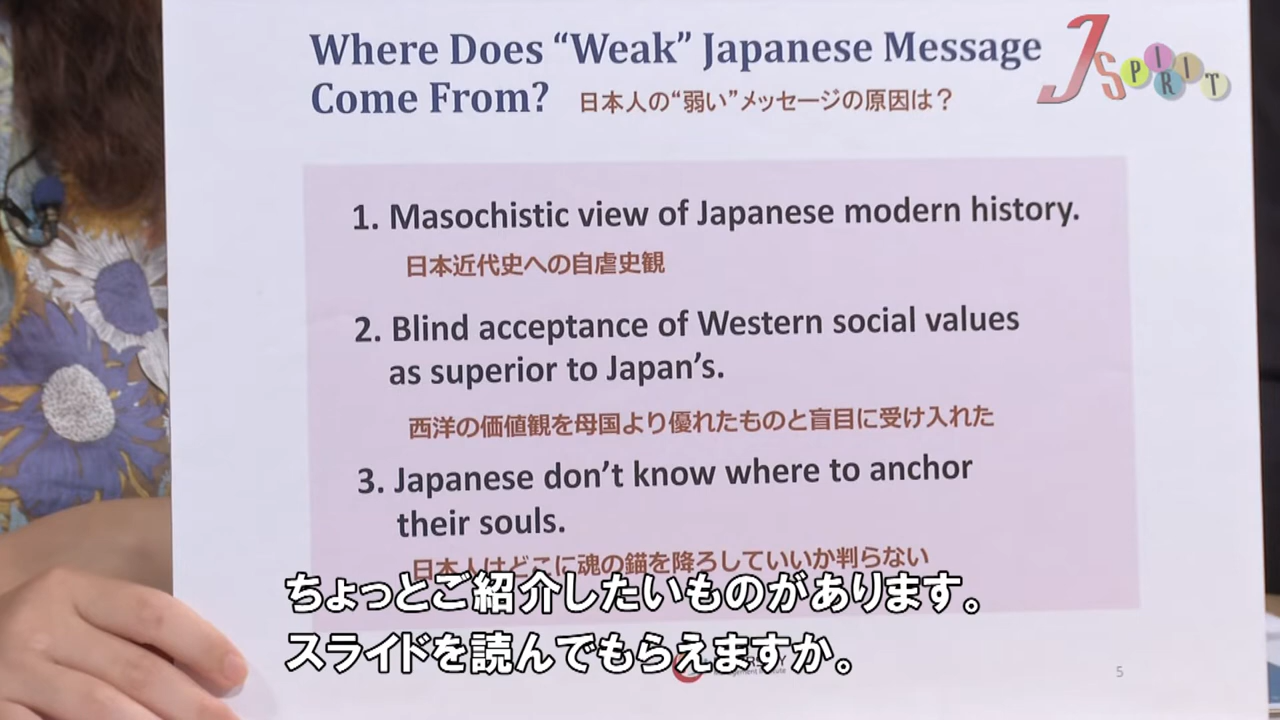 Where Does “Weak” Japanese Message
Come From? 日本人の“弱い”メッセージの原因は？
J SPIRIT
1. Masochistic view of Japanese modern history.
日本近代史への自虐史観
2. Blind acceptance of Western social values
as superior to Japan’s.
西洋の価値観を母国より優れたものと盲目に受け入れた
3. Japanese don’t know where to anchor
their souls.
日本人はどこに魂の錨を降ろしていいか判らない
ちょっとご紹介したいものがあります。
スライドを読んでもらえますか。
5